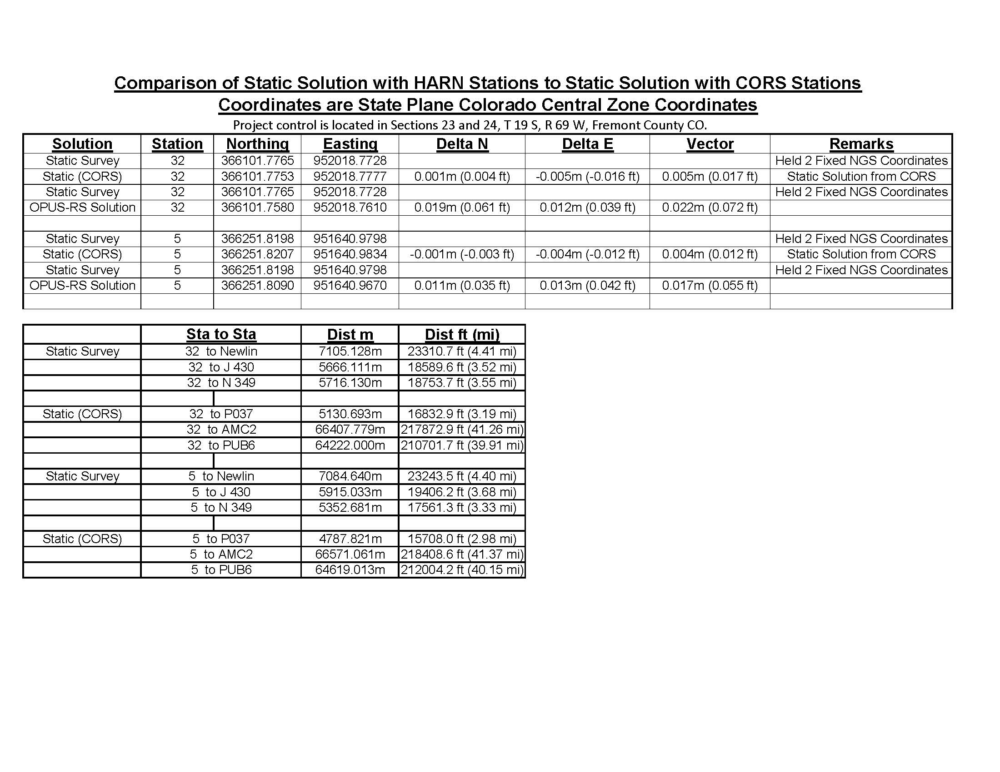 Comparison of Static Solution with HARN Stations to Static Solution with CORS Stations
Coordinates are State Plane Colorado Central Zone Coordinates
Project control is located in Sections 23 and 24, T 19 S, R 69 W, Fremont County CO.
Solution Station Northing Easting Delta N Delta E Vector Remarks
Static Survey 32 366101.7765 952018.7728 Held 2 Fixed NGS Coordinates
Static (CORS) 32 366101.7753 952018.7777 0.001m (0.004 ft) -0.005m (-0.016 ft) 0.005m (0.017 ft) Static Solution from CORS
Static Survey 32 366101.7765 952018.7728 Held 2 Fixed NGS Coordinates
OPUS-RS Solution 32 366101.7580 952018.7610 0.019m (0.061 ft) 0.012m (0.039 ft) 0.022m (0.072 ft)
Static Survey 5 366251.8198 951640.9798 Held 2 Fixed NGS Coordinates
Static (CORS) 5 366251.8207 951640.9834 -0.001m (-0.003 ft) -0.004m (-0.012 ft) 0.004m (0.012 ft) Static Solution from CORS
Static Survey 5 366251.8198 951640.9798 Held 2 Fixed NGS Coordinates
OPUS-RS Solution 5 366251.8090 951640.9670 0.011m (0.035 ft) 0.013m (0.042 ft) 0.017m (0.055 ft)
Sta to Sta Dist m Dist ft (mi)
Static Survey 32 to Newlin 7105.128m 23310.7 ft (4.41 mi)
32 to J 430 5666.111m 18589.6 ft (3.52 mi)
32 to N 349 5716.130m 18753.7 ft (3.55 mi)
Static (CORS) 32 to P037 5130.693m 16832.9 ft (3.19 mi)
32 to AMC2 66407.779m 217872.9 ft (41.26 mi)
32 to PUB6 64222.000m 210701.7 ft (39.91 mi)
Static Survey 5 to Newlin 7084.640m 23243.5 ft (4.40 mi)
5 to J 430 5915.033m 19406.2 ft (3.68 mi)
5 to N 349 5352.681m 17561.3 ft (3.33 mi)
Static (CORS) 5 to P037 4787.821m 15708.0 ft (2.98 mi)
5 to AMC2 66571.061m 218408.6 ft (41.37 mi)
5 to PUB6 64619.013m 212004.2 ft (40.15 mi)